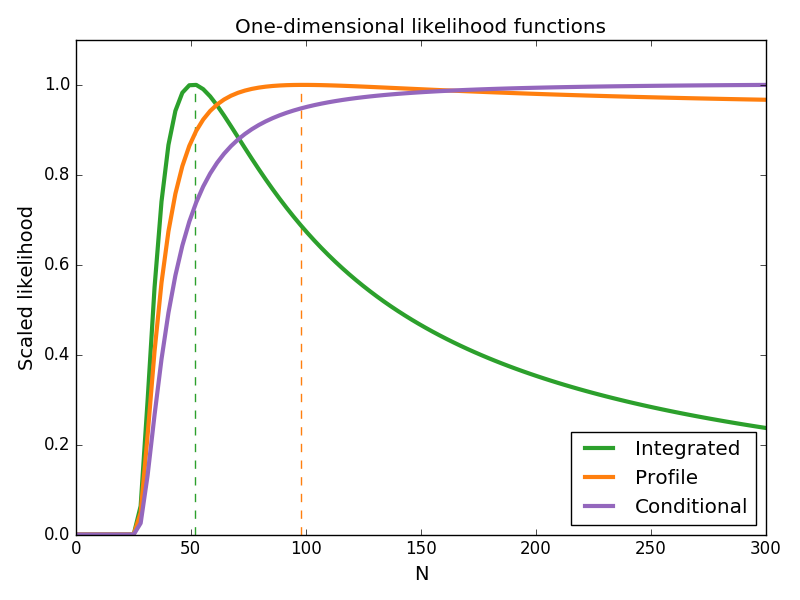 One-dimensional likelihood functions
Scaled likelihood
1.0
0.8
0.6
0.4
0.2
0.0
0 50 100 150 200 250 300
N
Integrated
Profile
Conditional